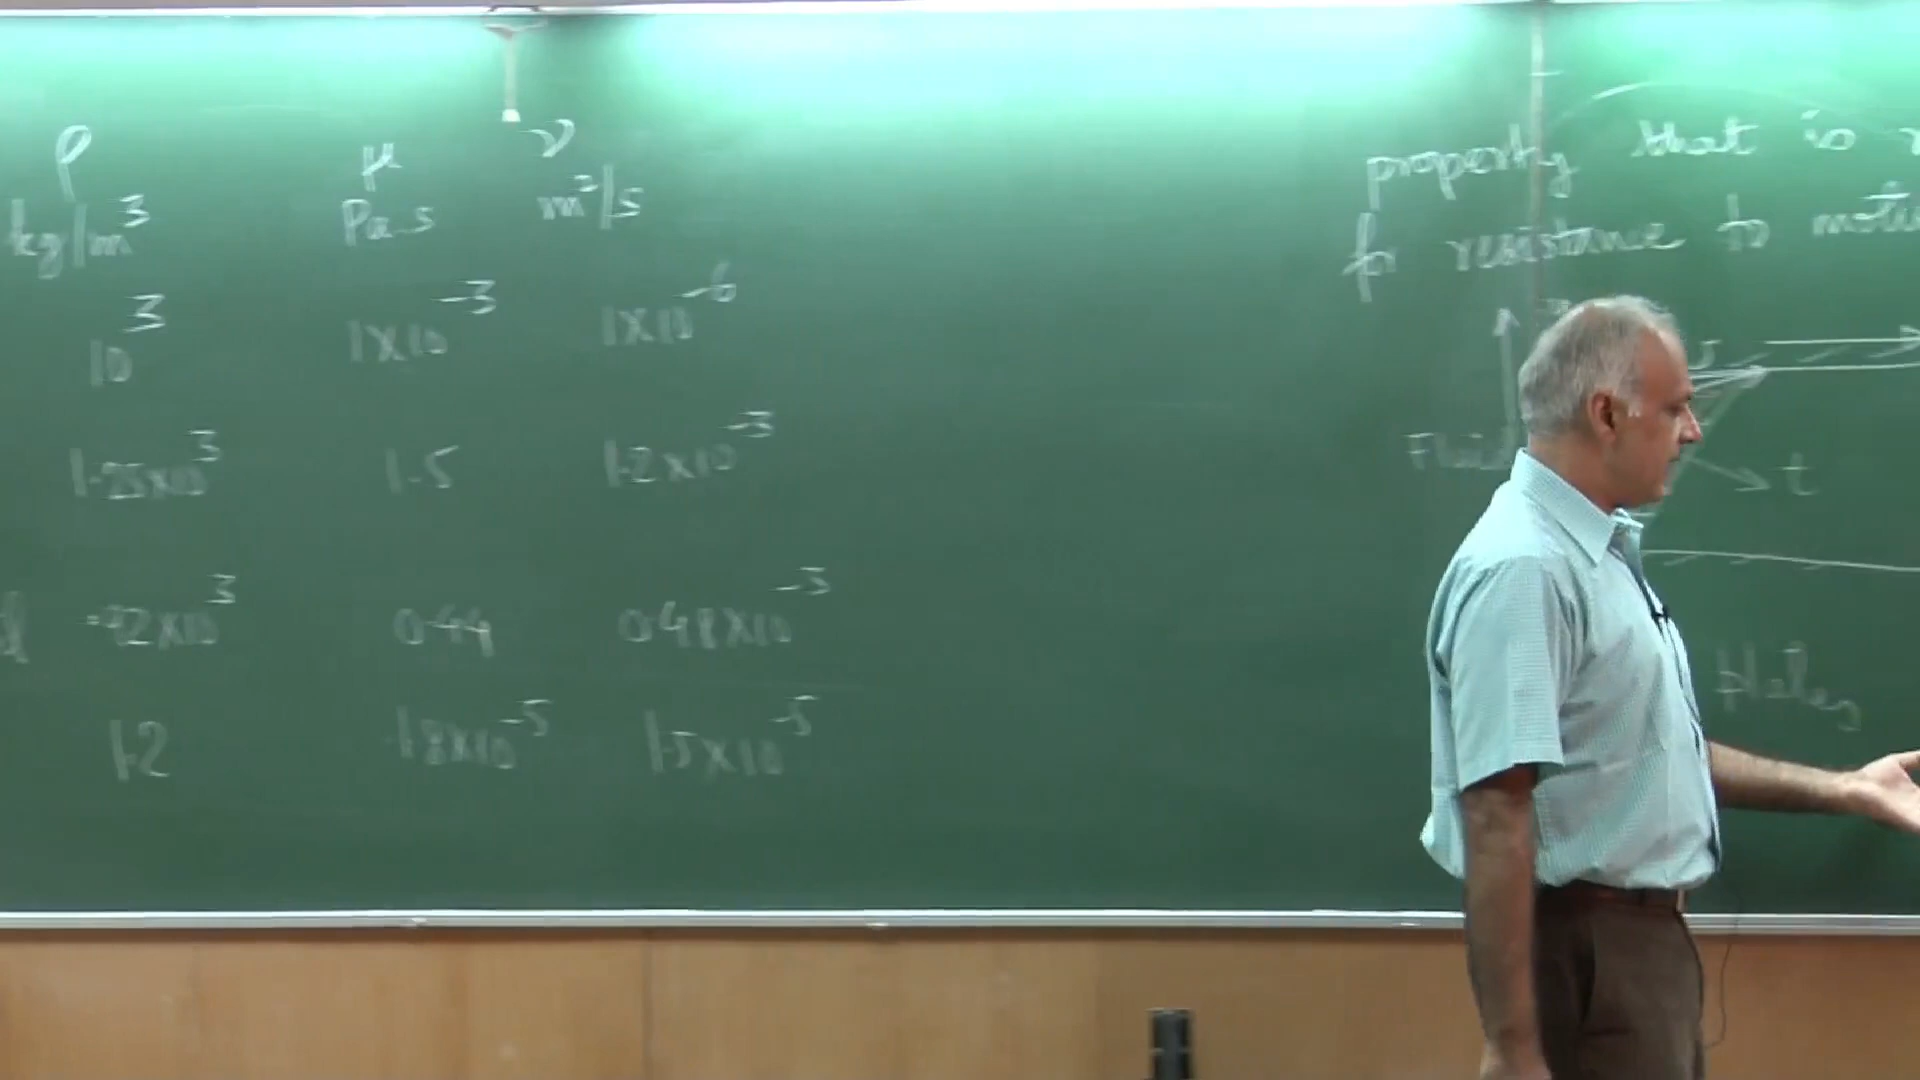 ρ μ ν
kg/m³ Pa.s m²/s
10³ 1×10⁻³ 1×10⁻⁶
1.25×10³ 1.5 1.2×10⁻³
.92×10³ 0.44 0.48×10⁻³
1.2 1.8×10⁻⁵ 1.5×10⁻⁵
property that is
for resistance to
Fluid
t